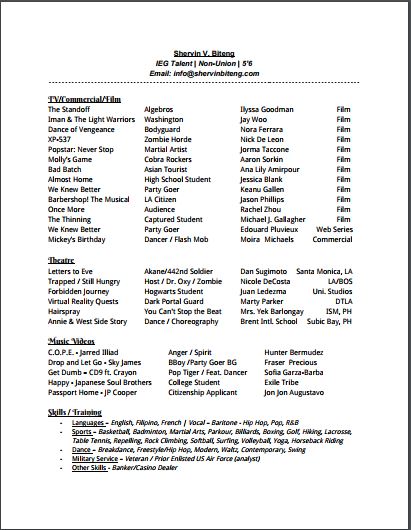 Shervin V. Biteng
IEG Talent | Non-Union | 5'6
Email: info@shervinbiteng.com
TV/Commercial/Film
The Standoff Algebros Ilyssa Goodman Film
Iman & The Light Warriors Washington Jay Woo Film
Dance of Vengeance Bodyguard Nora Ferrara Film
XP-537 Zombie Horde Nick De Leon Film
Popstar: Never Stop Martial Artist Jorma Taccone Film
Molly's Game Cobra Rockers Aaron Sorkin Film
Bad Batch Asian Tourist Ana Lily Amirpour Film
Almost Home High School Student Jessica Blank Film
We Knew Better Party Goer Keanu Gallen Film
Barbershop! The Musical LA Citizen Jason Phillips Film
Once More Audience Rachel Zhou Film
The Thinning Captured Student Michael J. Gallagher Film
We Knew Better Party Goer Edouard Pluvieux Web Series
Mickey's Birthday Dancer / Flash Mob Moira Michaels Commercial
Theatre
Letters to Eve Akane/442nd Soldier Dan Sugimoto Santa Monica, LA
Trapped / Still Hungry Host / Dr. Oxy / Zombie Nicole DeCosta LA/BOS
Forbidden Journey Hogwarts Student Juan Ledezma Uni. Studios
Virtual Reality Quests Dark Portal Guard Marty Parker DTLA
Hairspray You Can't Stop the Beat Mrs. Yek Barlongay ISM, PH
Annie & West Side Story Dance / Choreography Brent Intl. School Subic Bay, PH
Music Videos
C.O.P.E. • Jarred Illiad Anger / Spirit Hunter Bermudez
Drop and Let Go • Sky James BBoy /Party Goer BG Fraser Precious
Get Dumb • CD9 ft. Crayon Pop Tiger / Feat. Dancer Sofia Garza•Barba
Happy • Japanese Soul Brothers College Student Exile Tribe
Passport Home • JP Cooper Citizenship Applicant Jon Jon Augustavo
Skills / Training
- Languages – English, Filipino, French | Vocal – Baritone - Hip Hop, Pop, R&B
- Sports – Basketball, Badminton, Martial Arts, Parkour, Billiards, Boxing, Golf, Hiking, Lacrosse,
Table Tennis, Repelling, Rock Climbing, Softball, Surfing, Volleyball, Yoga, Horseback Riding
- Dance – Breakdance, Freestyle/Hip Hop, Modern, Waltz, Contemporary, Swing
- Military Service – Veteran / Prior Enlisted US Air Force (analyst)
- Other Skills - Banker/Casino Dealer